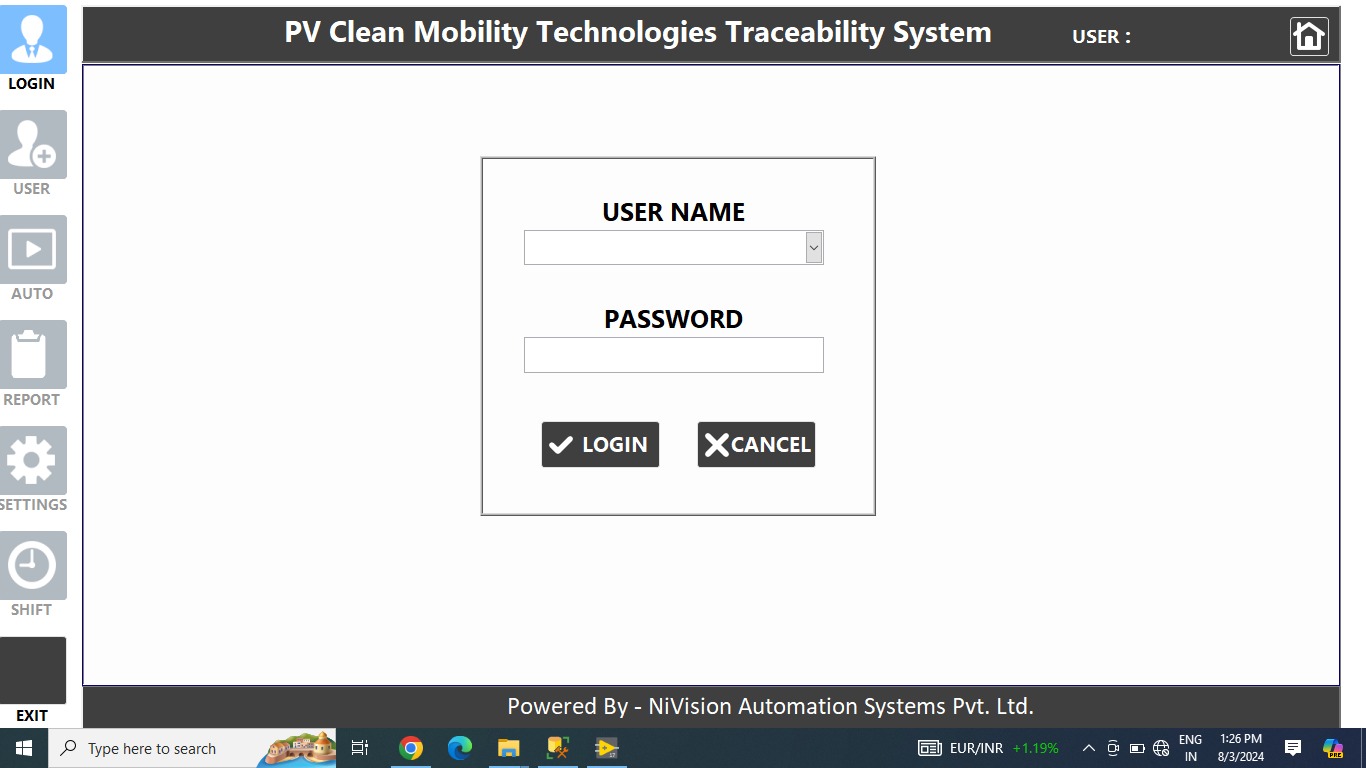 PV Clean Mobility Technologies Traceability System
USER :
LOGIN
USER
AUTO
REPORT
SETTINGS
SHIFT
EXIT
USER NAME
PASSWORD
LOGIN
CANCEL
Powered By - NiVision Automation Systems Pvt. Ltd.
Type here to search
EUR/INR +1.19%
ENG
IN
1:26 PM
8/3/2024